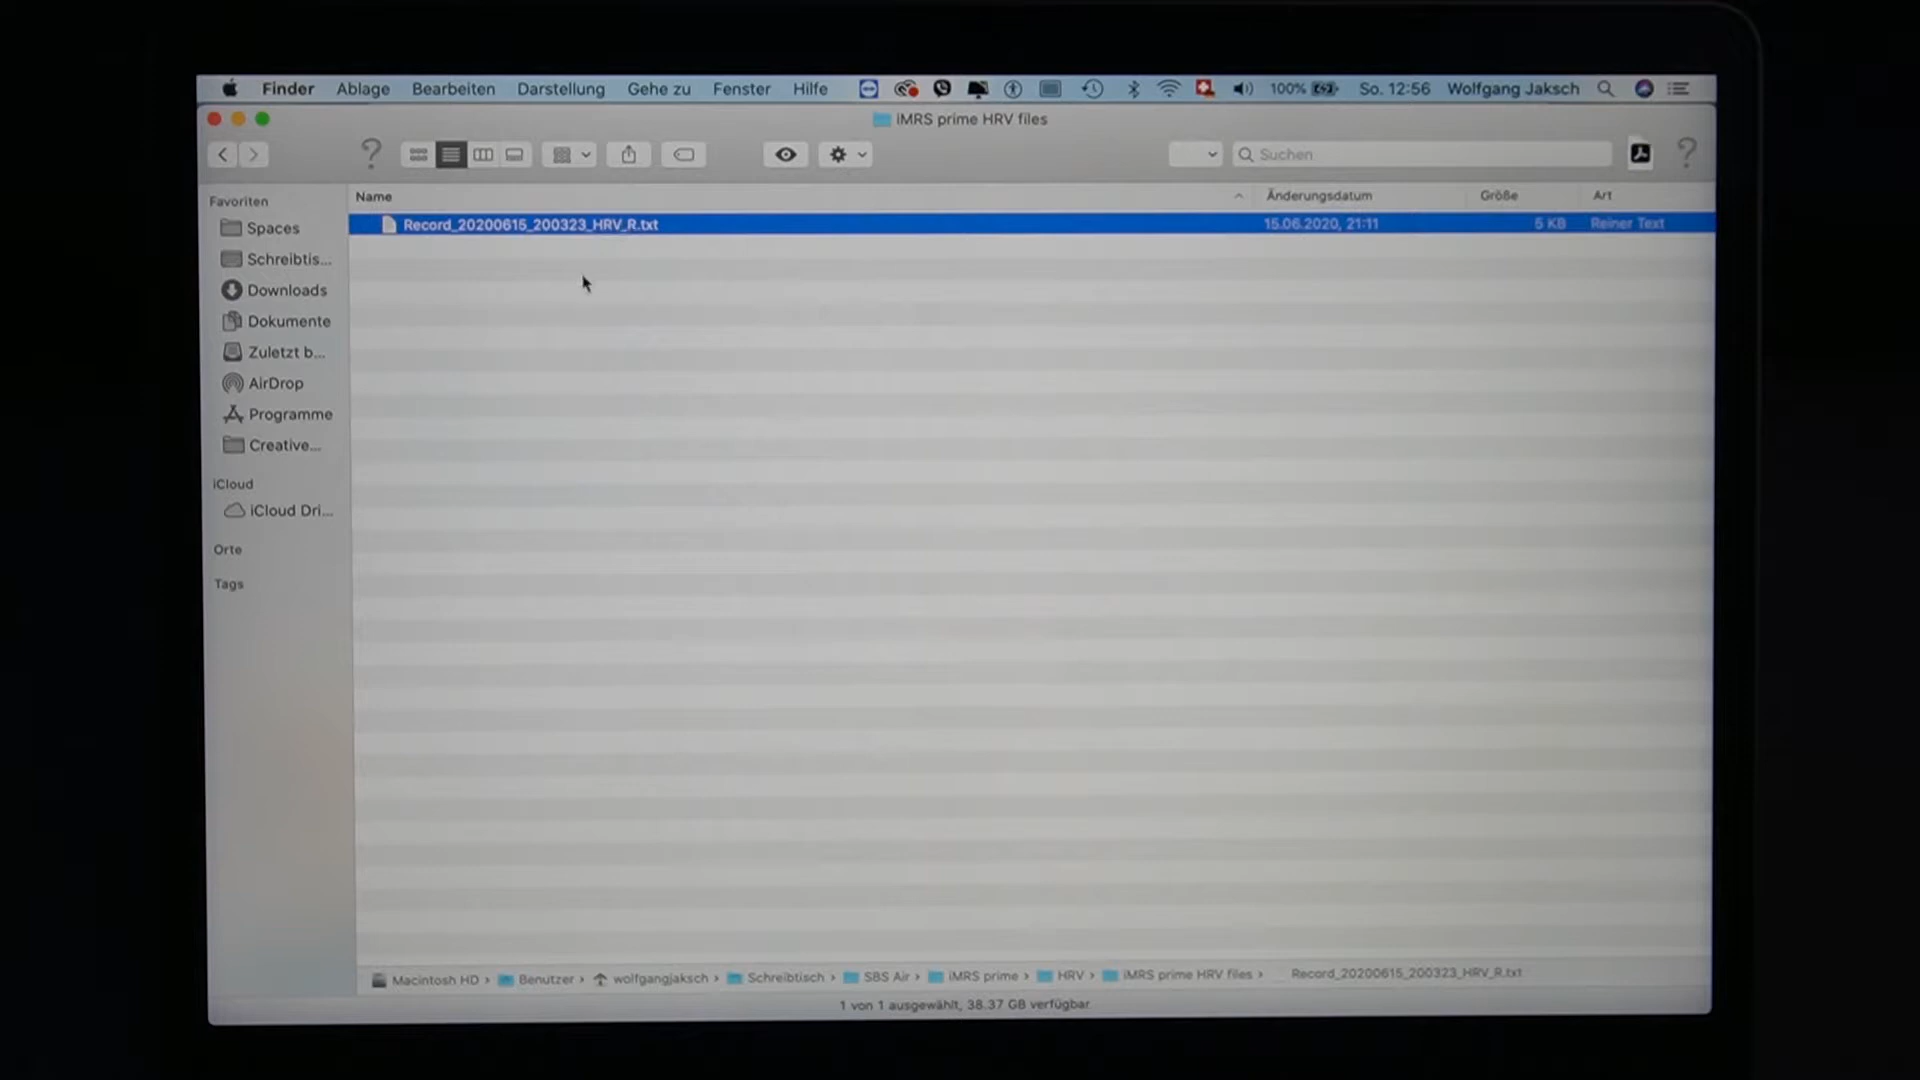 Finder Ablage Bearbeiten Darstellung Gehe zu Fenster Hilfe 100% So. 12:56 Wolfgang Jaksch
iMRS prime HRV files
Suchen
Favoriten
Spaces
Schreibtis...
Downloads
Dokumente
Zuletzt b...
AirDrop
Programme
Creative...
iCloud
iCloud Dri...
Orte
Tags
Name Änderungsdatum Größe Art
Record_20200615_200323_HRV_R.txt 15.06.2020, 21:11 5 KB Reiner Text
Macintosh HD › Benutzer › wolfgangjaksch › Schreibtisch › SBS Air › iMRS prime › HRV › iMRS prime HRV files › Record_20200615_200323_HRV_R.txt
1 von 1 ausgewählt, 38.37 GB verfügbar